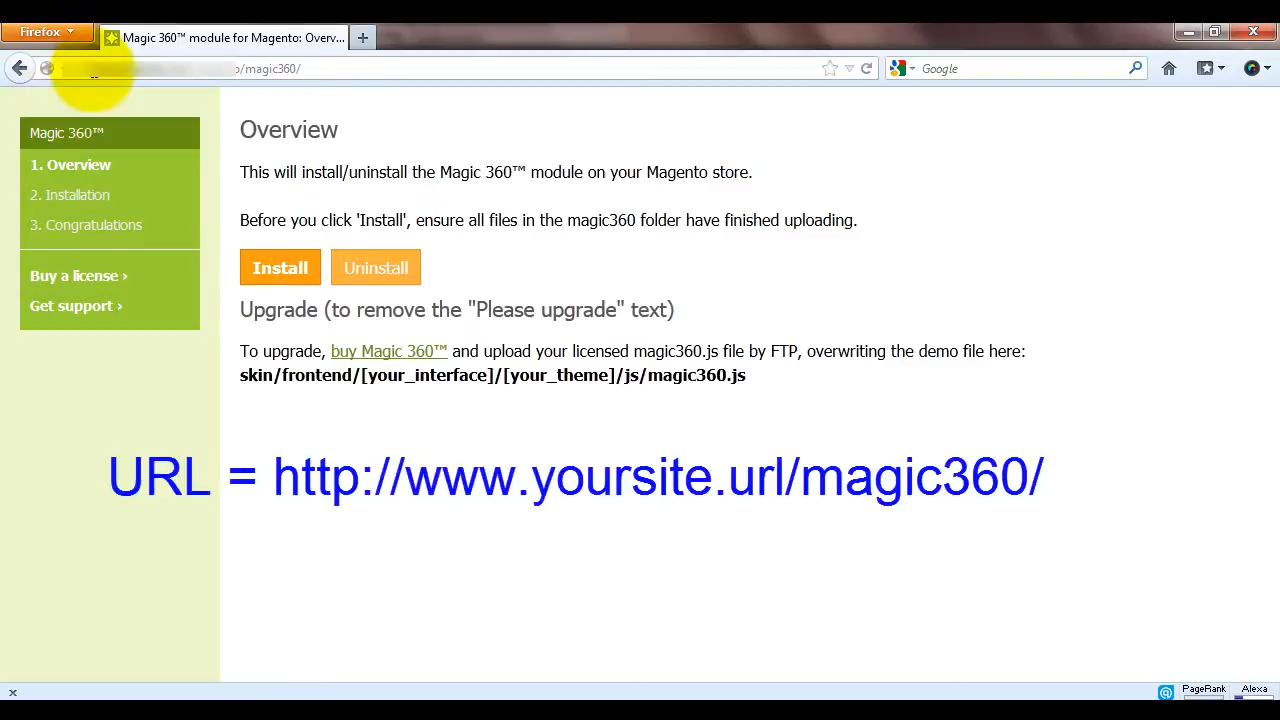 Firefox
Magic 360™ module for Magento: Overv...
/magic360/
Google
Magic 360™
1. Overview
2. Installation
3. Congratulations
Buy a license ›
Get support ›
Overview
This will install/uninstall the Magic 360™ module on your Magento store.
Before you click 'Install', ensure all files in the magic360 folder have finished uploading.
Install
Uninstall
Upgrade (to remove the "Please upgrade" text)
To upgrade, buy Magic 360™ and upload your licensed magic360.js file by FTP, overwriting the demo file here:
skin/frontend/[your_interface]/[your_theme]/js/magic360.js
URL = http://www.yoursite.url/magic360/
PageRank
Alexa